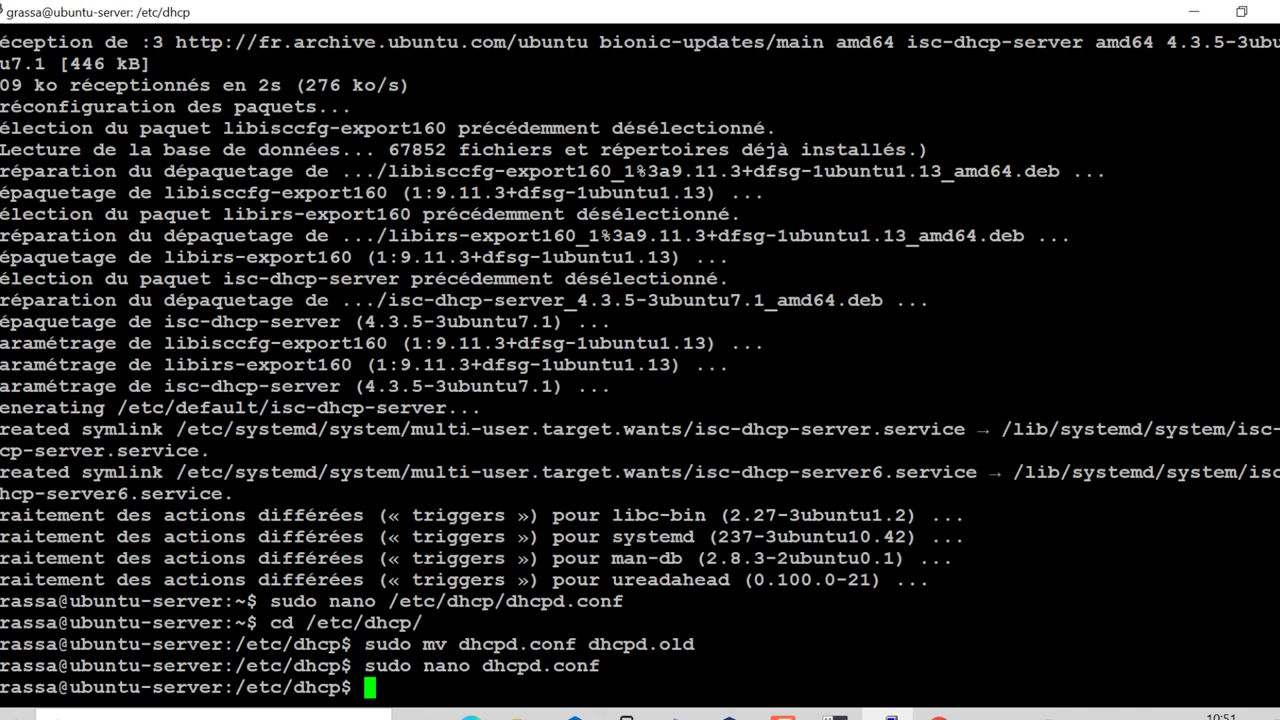 grassa@ubuntu-server: /etc/dhcp
éception de :3 http://fr.archive.ubuntu.com/ubuntu bionic-updates/main amd64 isc-dhcp-server amd64 4.3.5-3ub
u7.1 [446 kB]
09 ko réceptionnés en 2s (276 ko/s)
réconfiguration des paquets...
élection du paquet libisccfg-export160 précédemment désélectionné.
Lecture de la base de données... 67852 fichiers et répertoires déjà installés.)
réparation du dépaquetage de .../libisccfg-export160_1%3a9.11.3+dfsg-1ubuntu1.13_amd64.deb ...
épaquetage de libisccfg-export160 (1:9.11.3+dfsg-1ubuntu1.13) ...
élection du paquet libirs-export160 précédemment désélectionné.
réparation du dépaquetage de .../libirs-export160_1%3a9.11.3+dfsg-1ubuntu1.13_amd64.deb ...
épaquetage de libirs-export160 (1:9.11.3+dfsg-1ubuntu1.13) ...
élection du paquet isc-dhcp-server précédemment désélectionné.
réparation du dépaquetage de .../isc-dhcp-server_4.3.5-3ubuntu7.1_amd64.deb ...
épaquetage de isc-dhcp-server (4.3.5-3ubuntu7.1) ...
aramétrage de libisccfg-export160 (1:9.11.3+dfsg-1ubuntu1.13) ...
aramétrage de libirs-export160 (1:9.11.3+dfsg-1ubuntu1.13) ...
aramétrage de isc-dhcp-server (4.3.5-3ubuntu7.1) ...
enerating /etc/default/isc-dhcp-server...
reated symlink /etc/systemd/system/multi-user.target.wants/isc-dhcp-server.service → /lib/systemd/system/isc-
cp-server.service.
reated symlink /etc/systemd/system/multi-user.target.wants/isc-dhcp-server6.service → /lib/systemd/system/isc
hcp-server6.service.
raitement des actions différées (« triggers ») pour libc-bin (2.27-3ubuntu1.2) ...
raitement des actions différées (« triggers ») pour systemd (237-3ubuntu10.42) ...
raitement des actions différées (« triggers ») pour man-db (2.8.3-2ubuntu0.1) ...
raitement des actions différées (« triggers ») pour ureadahead (0.100.0-21) ...
rassa@ubuntu-server:~$ sudo nano /etc/dhcp/dhcpd.conf
rassa@ubuntu-server:~$ cd /etc/dhcp/
rassa@ubuntu-server:/etc/dhcp$ sudo mv dhcpd.conf dhcpd.old
rassa@ubuntu-server:/etc/dhcp$ sudo nano dhcpd.conf
rassa@ubuntu-server:/etc/dhcp$
10:51